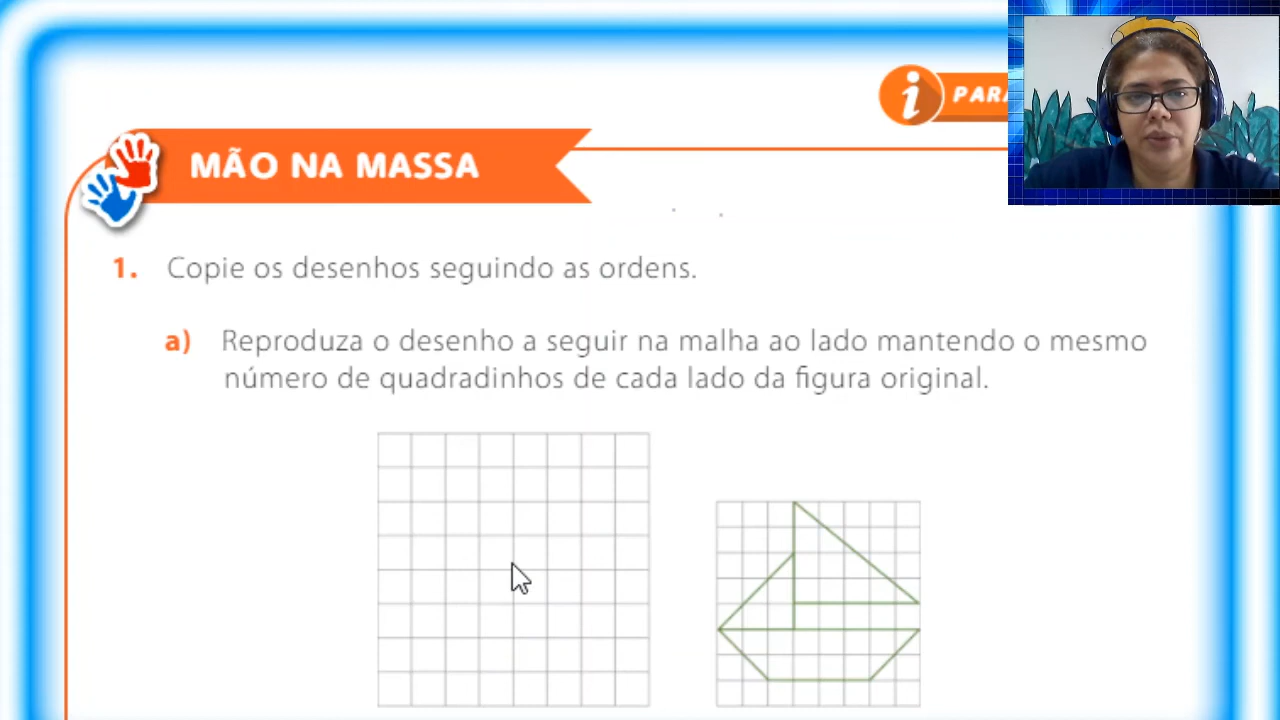 PARA
MÃO NA MASSA
1. Copie os desenhos seguindo as ordens.
a) Reproduza o desenho a seguir na malha ao lado mantendo o mesmo
número de quadradinhos de cada lado da figura original.